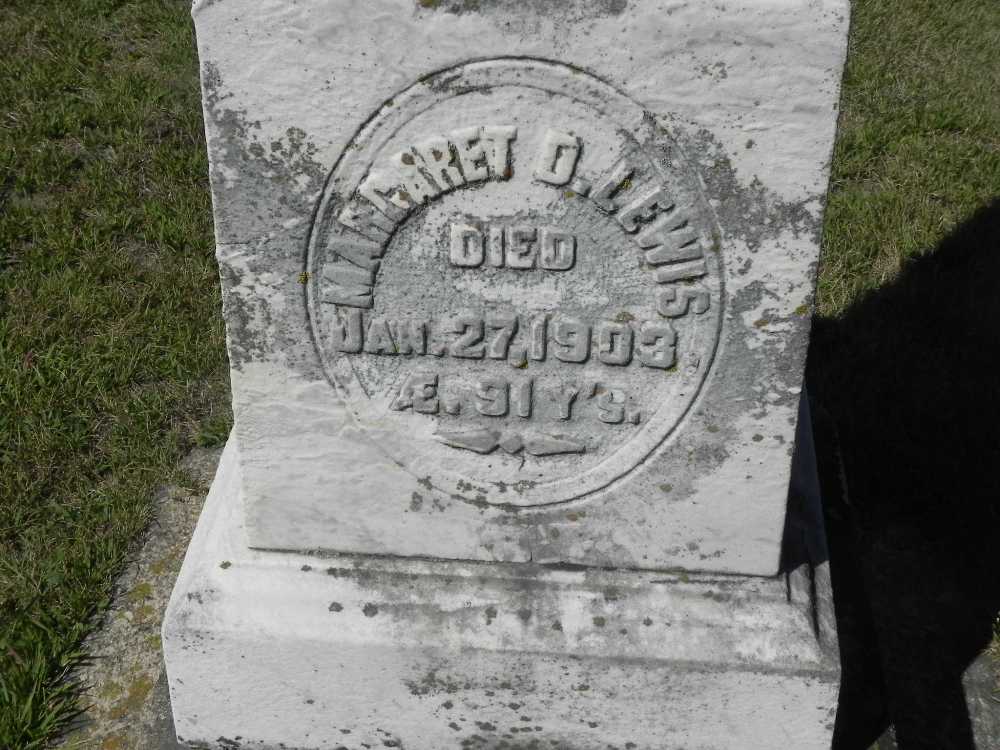 MARGARET D. LEWIS
DIED
JAN. 27, 1903
Æ. 91 Y'S.